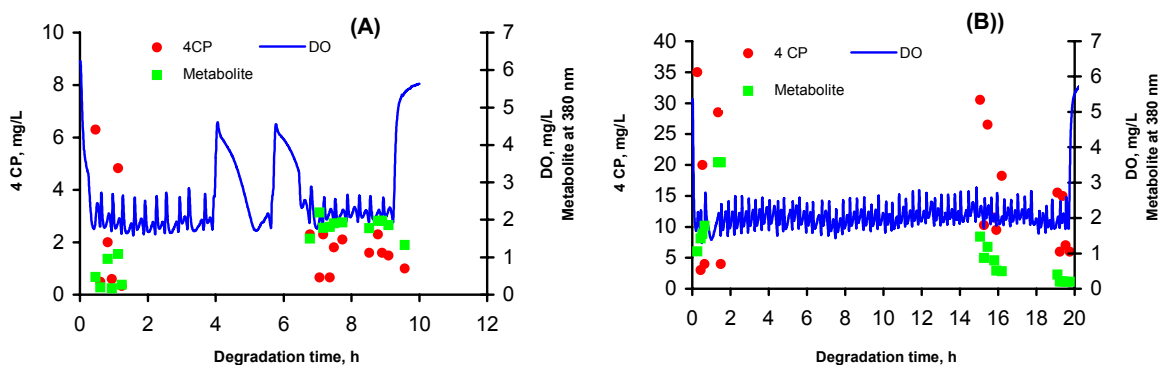 (A)
4CP
DO
Metabolite
10
8
6
4
2
0
4 CP, mg/L
7
6
5
4
3
2
1
0
DO, mg/L
Metabolite at 380 nm
0 2 4 6 8 10 12
Degradation time, h
(B))
4 CP
DO
Metabolite
40
35
30
25
20
15
10
5
0
4 CP, mg/L
7
6
5
4
3
2
1
0
DO, mg/L
Metabolite at 380 nm
0 2 4 6 8 10 12 14 16 18 20
Degradation time, h